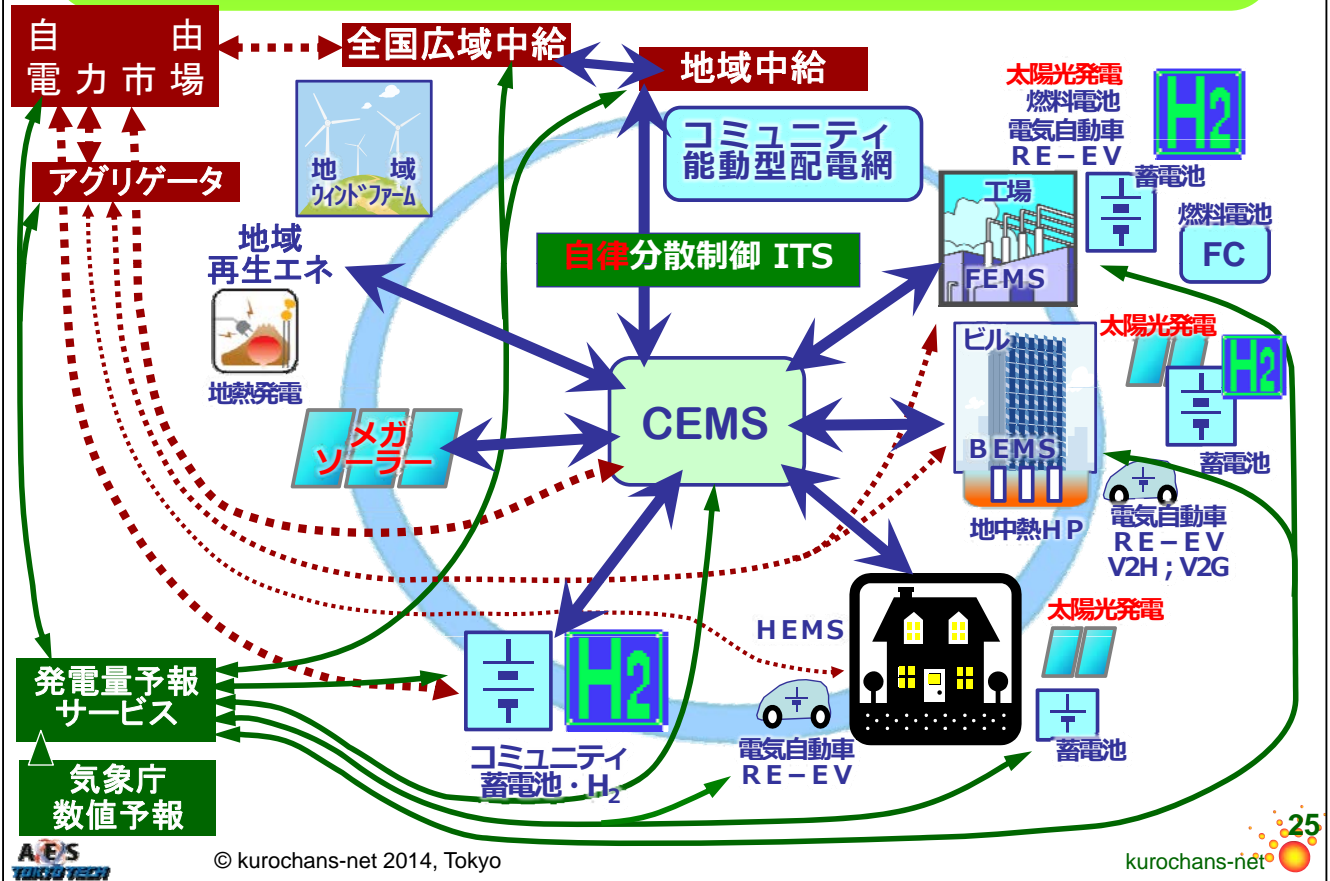 自由
電力市場
全国広域中給
地域中給
アグリゲータ
地域
ウィンドファーム
コミュニティ
能動型配電網
太陽光発電
燃料電池
電気自動車
RE−EV
H2
蓄電池
燃料電池
FC
工場
FEMS
地域
再生エネ
地熱発電
自律分散制御 ITS
メガ
ソーラー
CEMS
ビル
BEMS
地中熱HP
太陽光発電
H2
蓄電池
電気自動車
RE−EV
V2H ; V2G
HEMS
太陽光発電
蓄電池
電気自動車
RE−EV
H2
コミュニティ
蓄電池・H2
発電量予報
サービス
気象庁
数値予報
AES
TOKYO TECH
© kurochans-net 2014, Tokyo
kurochans-net
25